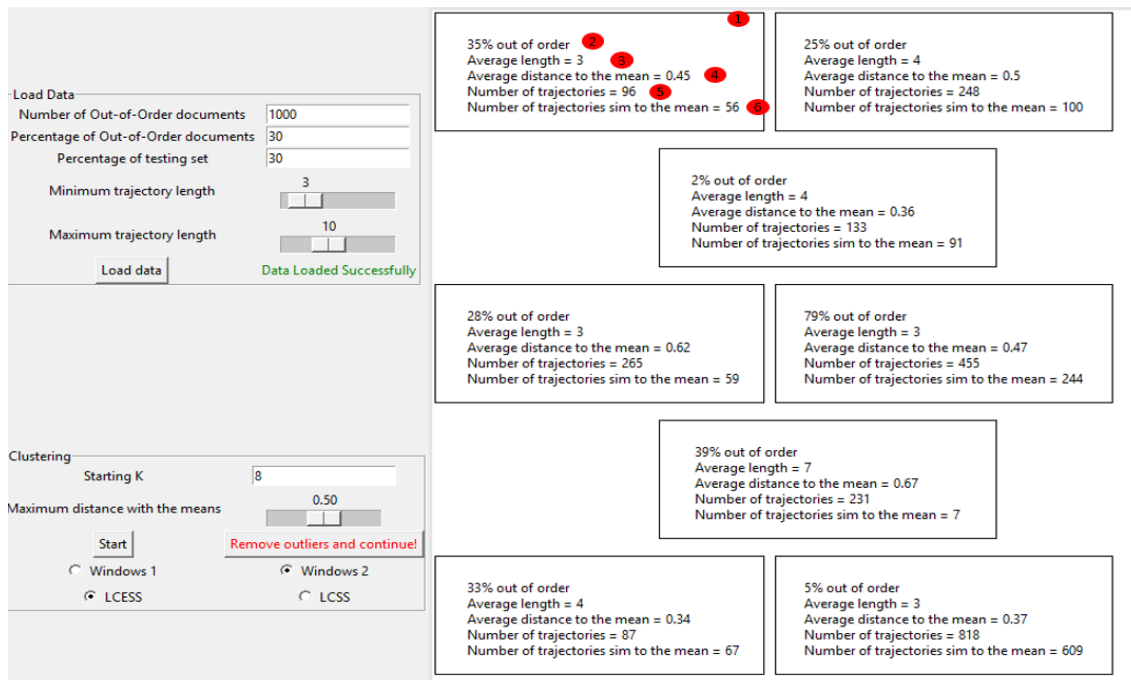 Load Data
Number of Out-of-Order documents 1000
Percentage of Out-of-Order documents 30
Percentage of testing set 30
3
Minimum trajectory length
10
Maximum trajectory length
Load data Data Loaded Successfully
Clustering
Starting K 8
0.50
Maximum distance with the means
Start Remove outliers and continue!
Windows 1 Windows 2
LCESS LCSS
1
35% out of order 2
Average length = 3 3
Average distance to the mean = 0.45 4
Number of trajectories = 96 5
Number of trajectories sim to the mean = 56 6
25% out of order
Average length = 4
Average distance to the mean = 0.5
Number of trajectories = 248
Number of trajectories sim to the mean = 100
2% out of order
Average length = 4
Average distance to the mean = 0.36
Number of trajectories = 133
Number of trajectories sim to the mean = 91
28% out of order
Average length = 3
Average distance to the mean = 0.62
Number of trajectories = 265
Number of trajectories sim to the mean = 59
79% out of order
Average length = 3
Average distance to the mean = 0.47
Number of trajectories = 455
Number of trajectories sim to the mean = 244
39% out of order
Average length = 7
Average distance to the mean = 0.67
Number of trajectories = 231
Number of trajectories sim to the mean = 7
33% out of order
Average length = 4
Average distance to the mean = 0.34
Number of trajectories = 87
Number of trajectories sim to the mean = 67
5% out of order
Average length = 3
Average distance to the mean = 0.37
Number of trajectories = 818
Number of trajectories sim to the mean = 609